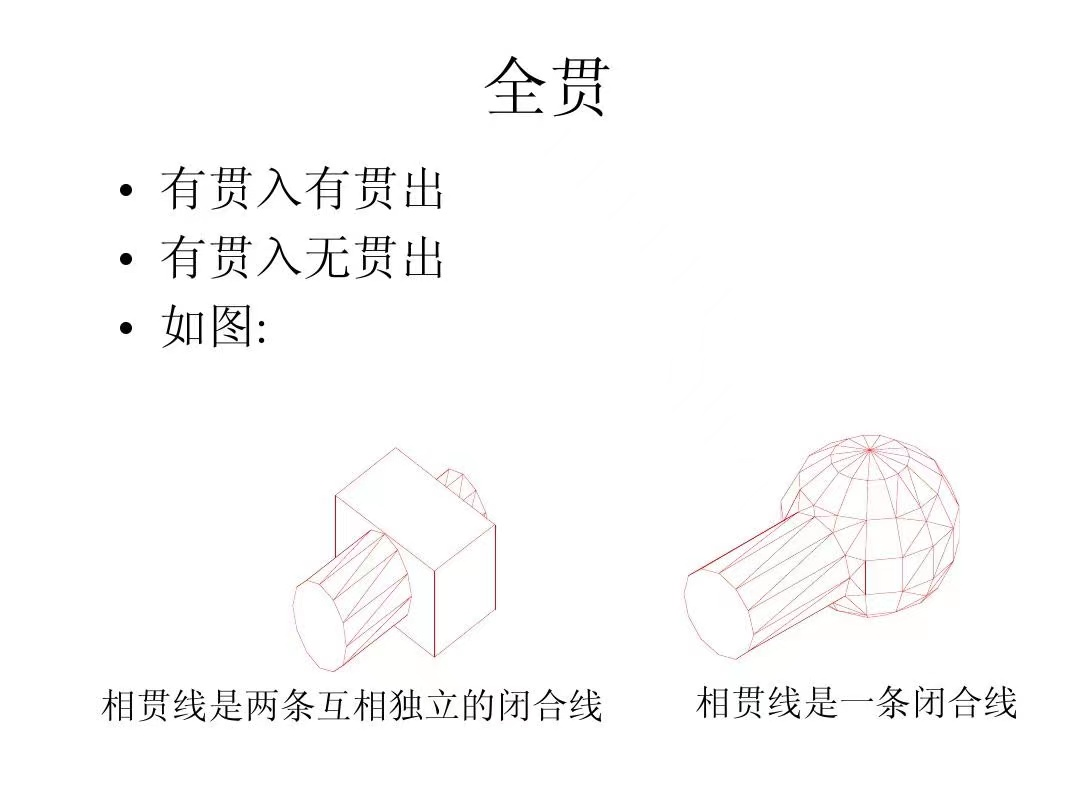 全贯
• 有贯入有贯出
• 有贯入无贯出
• 如图:
相贯线是两条互相独立的闭合线
相贯线是一条闭合线